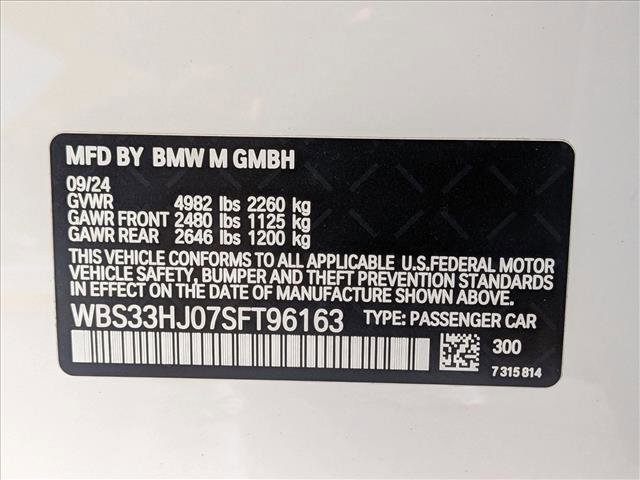 MFD BY BMW M GMBH
09/24
GVWR 4982 lbs 2260 kg
GAWR FRONT 2480 lbs 1125 kg
GAWR REAR 2646 lbs 1200 kg
THIS VEHICLE CONFORMS TO ALL APPLICABLE U.S.FEDERAL MOTOR
VEHICLE SAFETY, BUMPER AND THEFT PREVENTION STANDARDS
IN EFFECT ON THE DATE OF MANUFACTURE SHOWN ABOVE.
WBS33HJ07SFT96163 TYPE: PASSENGER CAR
300
7 315 814